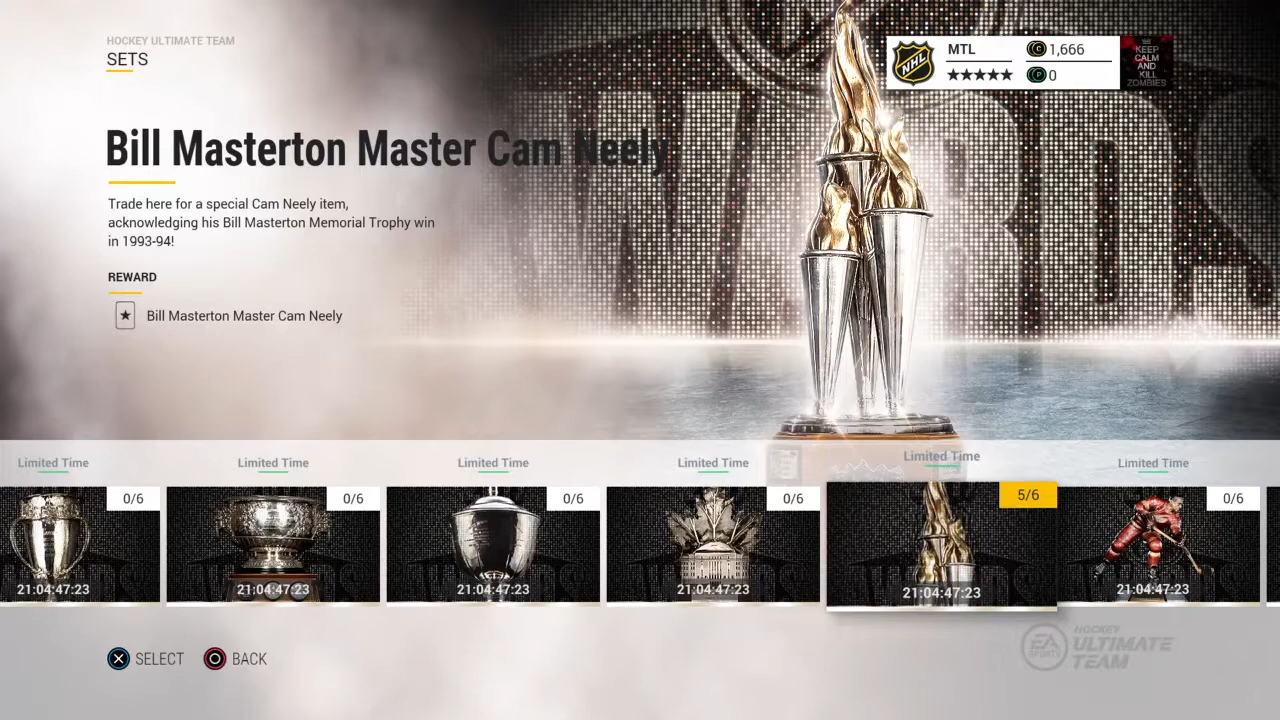 HOCKEY ULTIMATE TEAM
SETS
NHL
MTL
1,666
0
KEEP
CALM
AND
KILL
ZOMBIES
Bill Masterton Master Cam Neely
Trade here for a special Cam Neely item,
acknowledging his Bill Masterton Memorial Trophy win
in 1993-94!
REWARD
Bill Masterton Master Cam Neely
Limited Time
Limited Time
Limited Time
Limited Time
Limited Time
Limited Time
0/6
0/6
0/6
0/6
5/6
0/6
21:04:47:23
21:04:47:23
21:04:47:23
21:04:47:23
21:04:47:23
21:04:47:23
SELECT
BACK
EA
SPORTS
HOCKEY
ULTIMATE
TEAM